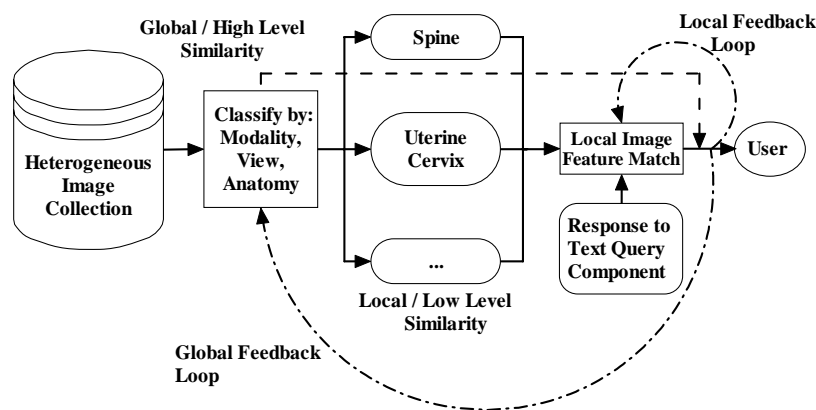 Global / High Level
Similarity
Spine
Local Feedback
Loop
Heterogeneous
Image
Collection
Classify by:
Modality,
View,
Anatomy
Uterine
Cervix
Local Image
Feature Match
User
Response to
Text Query
Component
...
Local / Low Level
Similarity
Global Feedback
Loop